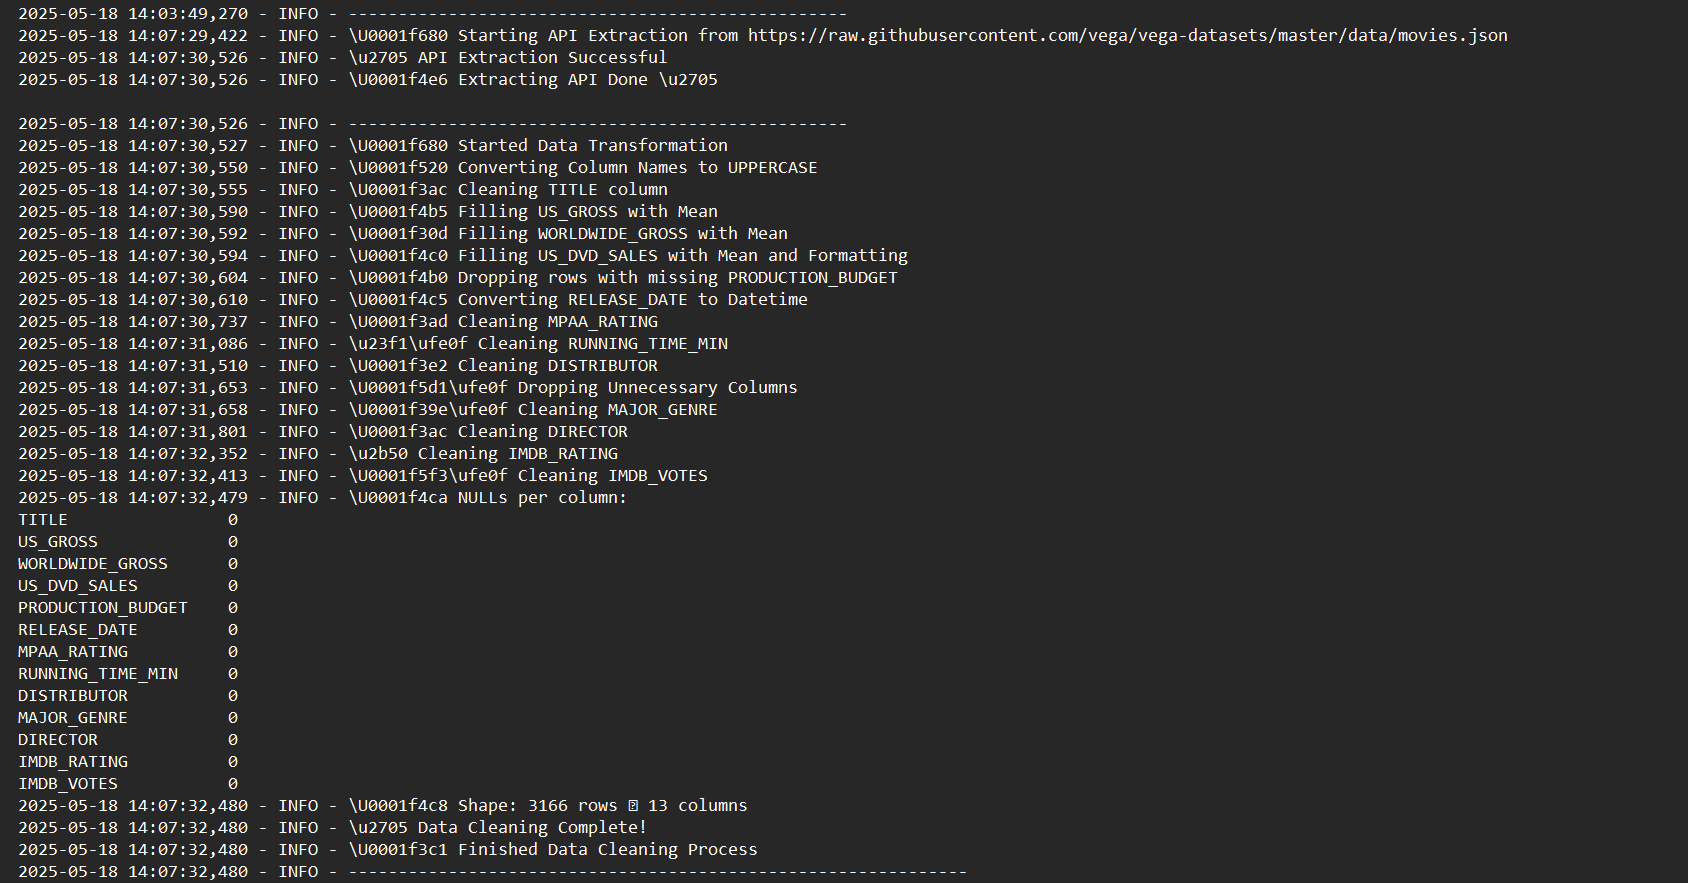 2025-05-18 14:03:49,270 - INFO - --------------------------------------------------
2025-05-18 14:07:29,422 - INFO - \U0001f680 Starting API Extraction from https://raw.githubusercontent.com/vega/vega-datasets/master/data/movies.json
2025-05-18 14:07:30,526 - INFO - \u2705 API Extraction Successful
2025-05-18 14:07:30,526 - INFO - \U0001f4e6 Extracting API Done \u2705
2025-05-18 14:07:30,526 - INFO - --------------------------------------------------
2025-05-18 14:07:30,527 - INFO - \U0001f680 Started Data Transformation
2025-05-18 14:07:30,550 - INFO - \U0001f520 Converting Column Names to UPPERCASE
2025-05-18 14:07:30,555 - INFO - \U0001f3ac Cleaning TITLE column
2025-05-18 14:07:30,590 - INFO - \U0001f4b5 Filling US_GROSS with Mean
2025-05-18 14:07:30,592 - INFO - \U0001f30d Filling WORLDWIDE_GROSS with Mean
2025-05-18 14:07:30,594 - INFO - \U0001f4c0 Filling US_DVD_SALES with Mean and Formatting
2025-05-18 14:07:30,604 - INFO - \U0001f4b0 Dropping rows with missing PRODUCTION_BUDGET
2025-05-18 14:07:30,610 - INFO - \U0001f4c5 Converting RELEASE_DATE to Datetime
2025-05-18 14:07:30,737 - INFO - \U0001f3ad Cleaning MPAA_RATING
2025-05-18 14:07:31,086 - INFO - \u23f1\ufe0f Cleaning RUNNING_TIME_MIN
2025-05-18 14:07:31,510 - INFO - \U0001f3e2 Cleaning DISTRIBUTOR
2025-05-18 14:07:31,653 - INFO - \U0001f5d1\ufe0f Dropping Unnecessary Columns
2025-05-18 14:07:31,658 - INFO - \U0001f39e\ufe0f Cleaning MAJOR_GENRE
2025-05-18 14:07:31,801 - INFO - \U0001f3ac Cleaning DIRECTOR
2025-05-18 14:07:32,352 - INFO - \u2b50 Cleaning IMDB_RATING
2025-05-18 14:07:32,413 - INFO - \U0001f5f3\ufe0f Cleaning IMDB_VOTES
2025-05-18 14:07:32,479 - INFO - \U0001f4ca NULLs per column:
TITLE                0
US_GROSS             0
WORLDWIDE_GROSS      0
US_DVD_SALES         0
PRODUCTION_BUDGET    0
RELEASE_DATE         0
MPAA_RATING          0
RUNNING_TIME_MIN     0
DISTRIBUTOR          0
MAJOR_GENRE          0
DIRECTOR             0
IMDB_RATING          0
IMDB_VOTES           0
2025-05-18 14:07:32,480 - INFO - \U0001f4c8 Shape: 3166 rows 13 columns
2025-05-18 14:07:32,480 - INFO - \u2705 Data Cleaning Complete!
2025-05-18 14:07:32,480 - INFO - \U0001f3c1 Finished Data Cleaning Process
2025-05-18 14:07:32,480 - INFO - --------------------------------------------------------------